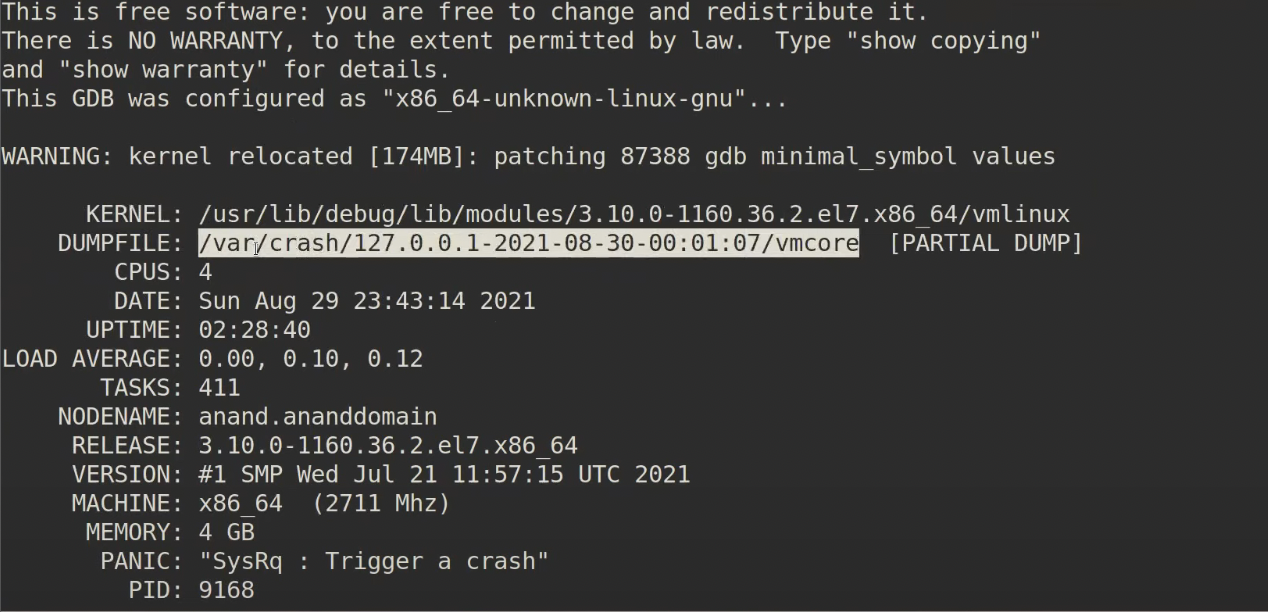 This is free software: you are free to change and redistribute it.
There is NO WARRANTY, to the extent permitted by law.  Type "show copying"
and "show warranty" for details.
This GDB was configured as "x86_64-unknown-linux-gnu"...
WARNING: kernel relocated [174MB]: patching 87388 gdb minimal_symbol values
KERNEL: /usr/lib/debug/lib/modules/3.10.0-1160.36.2.el7.x86_64/vmlinux
DUMPFILE: /var/crash/127.0.0.1-2021-08-30-00:01:07/vmcore  [PARTIAL DUMP]
CPUS: 4
DATE: Sun Aug 29 23:43:14 2021
UPTIME: 02:28:40
LOAD AVERAGE: 0.00, 0.10, 0.12
TASKS: 411
NODENAME: anand.ananddomain
RELEASE: 3.10.0-1160.36.2.el7.x86_64
VERSION: #1 SMP Wed Jul 21 11:57:15 UTC 2021
MACHINE: x86_64  (2711 Mhz)
MEMORY: 4 GB
PANIC: "SysRq : Trigger a crash"
PID: 9168